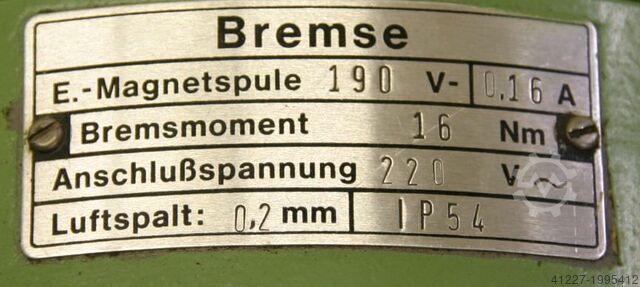 Bremse
E.-Magnetspule 190 V- 0,16 A
Bremsmoment 16 Nm
Anschlußspannung 220 V~
Luftspalt: 0,2 mm IP54
41227-1995412